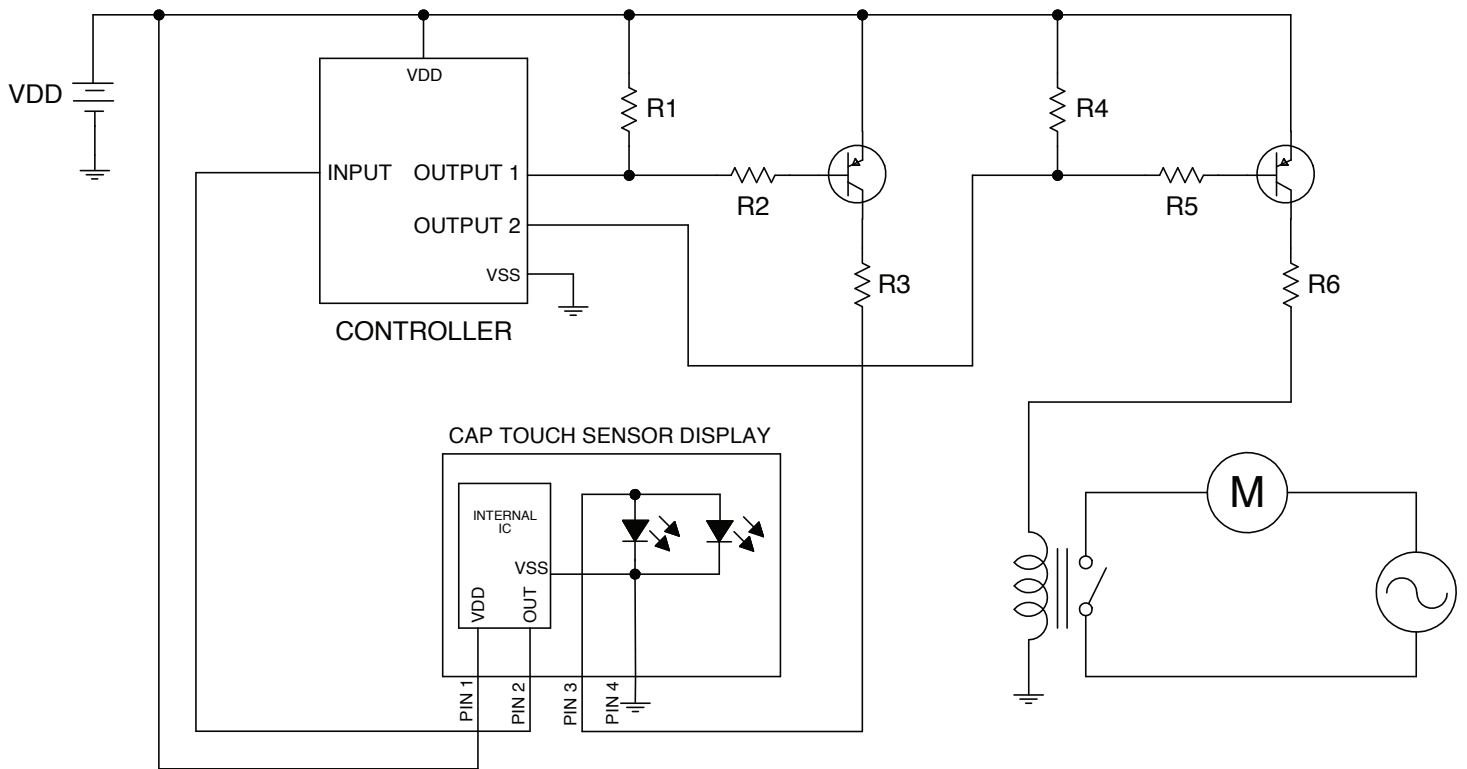 VDD
VDD
INPUT
OUTPUT 1
OUTPUT 2
VSS
CONTROLLER
R1
R2
R3
R4
R5
R6
CAP TOUCH SENSOR DISPLAY
INTERNAL
IC
VSS
VDD
OUT
PIN 1
PIN 2
PIN 3
PIN 4
M